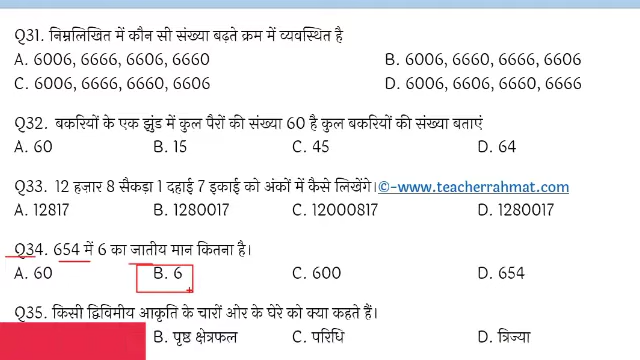 Q31. निम्नलिखित में कौन सी संख्या बढ़ते क्रम में व्यवस्थित है
A. 6006, 6666, 6606, 6660 B. 6006, 6660, 6666, 6606
C. 6006, 6666, 6660, 6606 D. 6006, 6606, 6660, 6666
Q32. बकरियों के एक झुंड में कुल पैरों की संख्या 60 है कुल बकरियों की संख्या बताएं
A. 60 B. 15 C. 45 D. 64
Q33. 12 हज़ार 8 सैकड़ा 1 दहाई 7 इकाई को अंकों में कैसे लिखेंगे। ©-www.teacherrahmat.com
A. 12817 B. 1280017 C. 12000817 D. 1280017
Q34. 654 में 6 का जातीय मान कितना है।
A. 60 B. 6 C. 600 D. 654
Q35. किसी द्विविमीय आकृति के चारों ओर के घेरे को क्या कहते हैं।
B. पृष्ठ क्षेत्रफल C. परिधि D. त्रिज्या